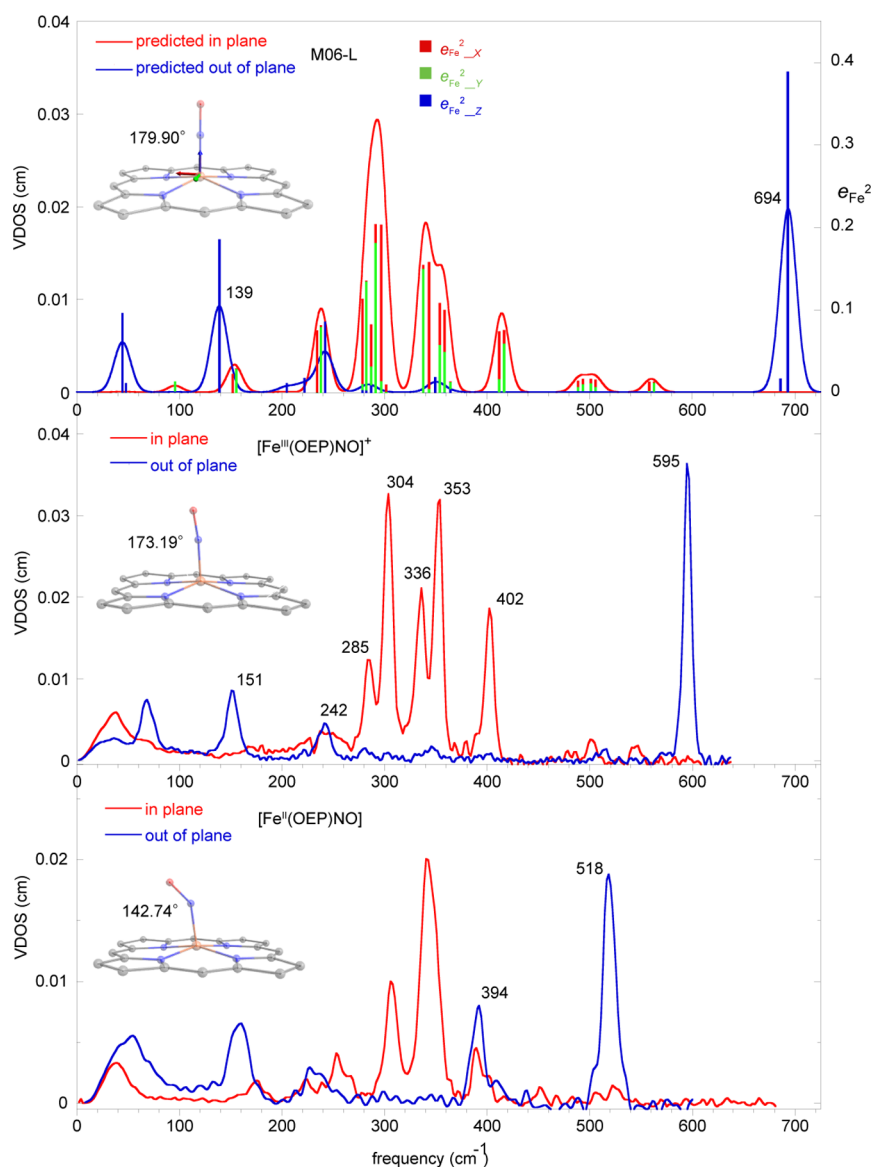 0.04
predicted in plane
predicted out of plane
M06-L
e_Fe^2__X
e_Fe^2__Y
e_Fe^2__Z
0.4
0.03
179.90°
0.3
VDOS (cm)
0.02
694
e_Fe^2
0.2
0.01
139
0.1
0
0
0 100 200 300 400 500 600 700
0.04
in plane
out of plane
[Fe^III(OEP)NO]^+
304
353
595
0.03
173.19°
336
VDOS (cm)
0.02
402
285
0.01
151
242
0
0 100 200 300 400 500 600 700
in plane
out of plane
[Fe^II(OEP)NO]
0.02
518
142.74°
VDOS (cm)
0.01
394
0
0 100 200 300 400 500 600 700
frequency (cm^-1)